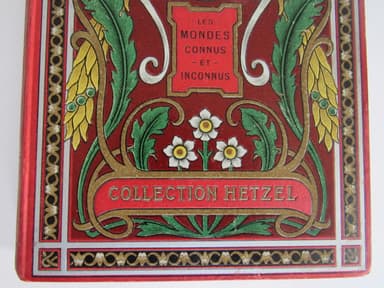 LES
MONDES
CONNUS
- ET -
INCONNUS
COLLECTION HETZEL